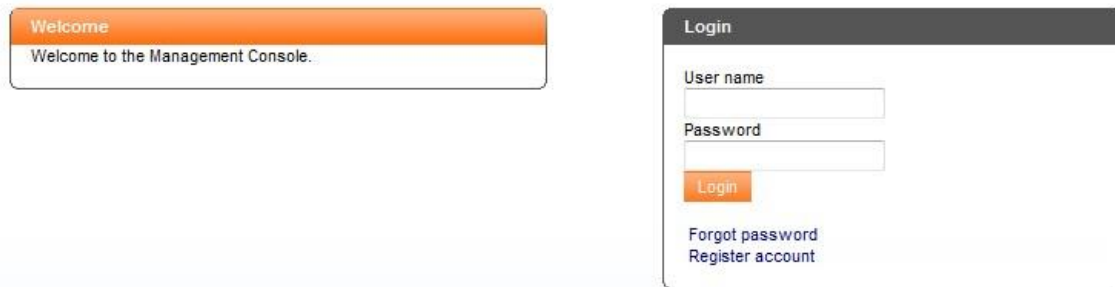 Welcome
Welcome to the Management Console.
Login
User name
Password
Login
Forgot password
Register account